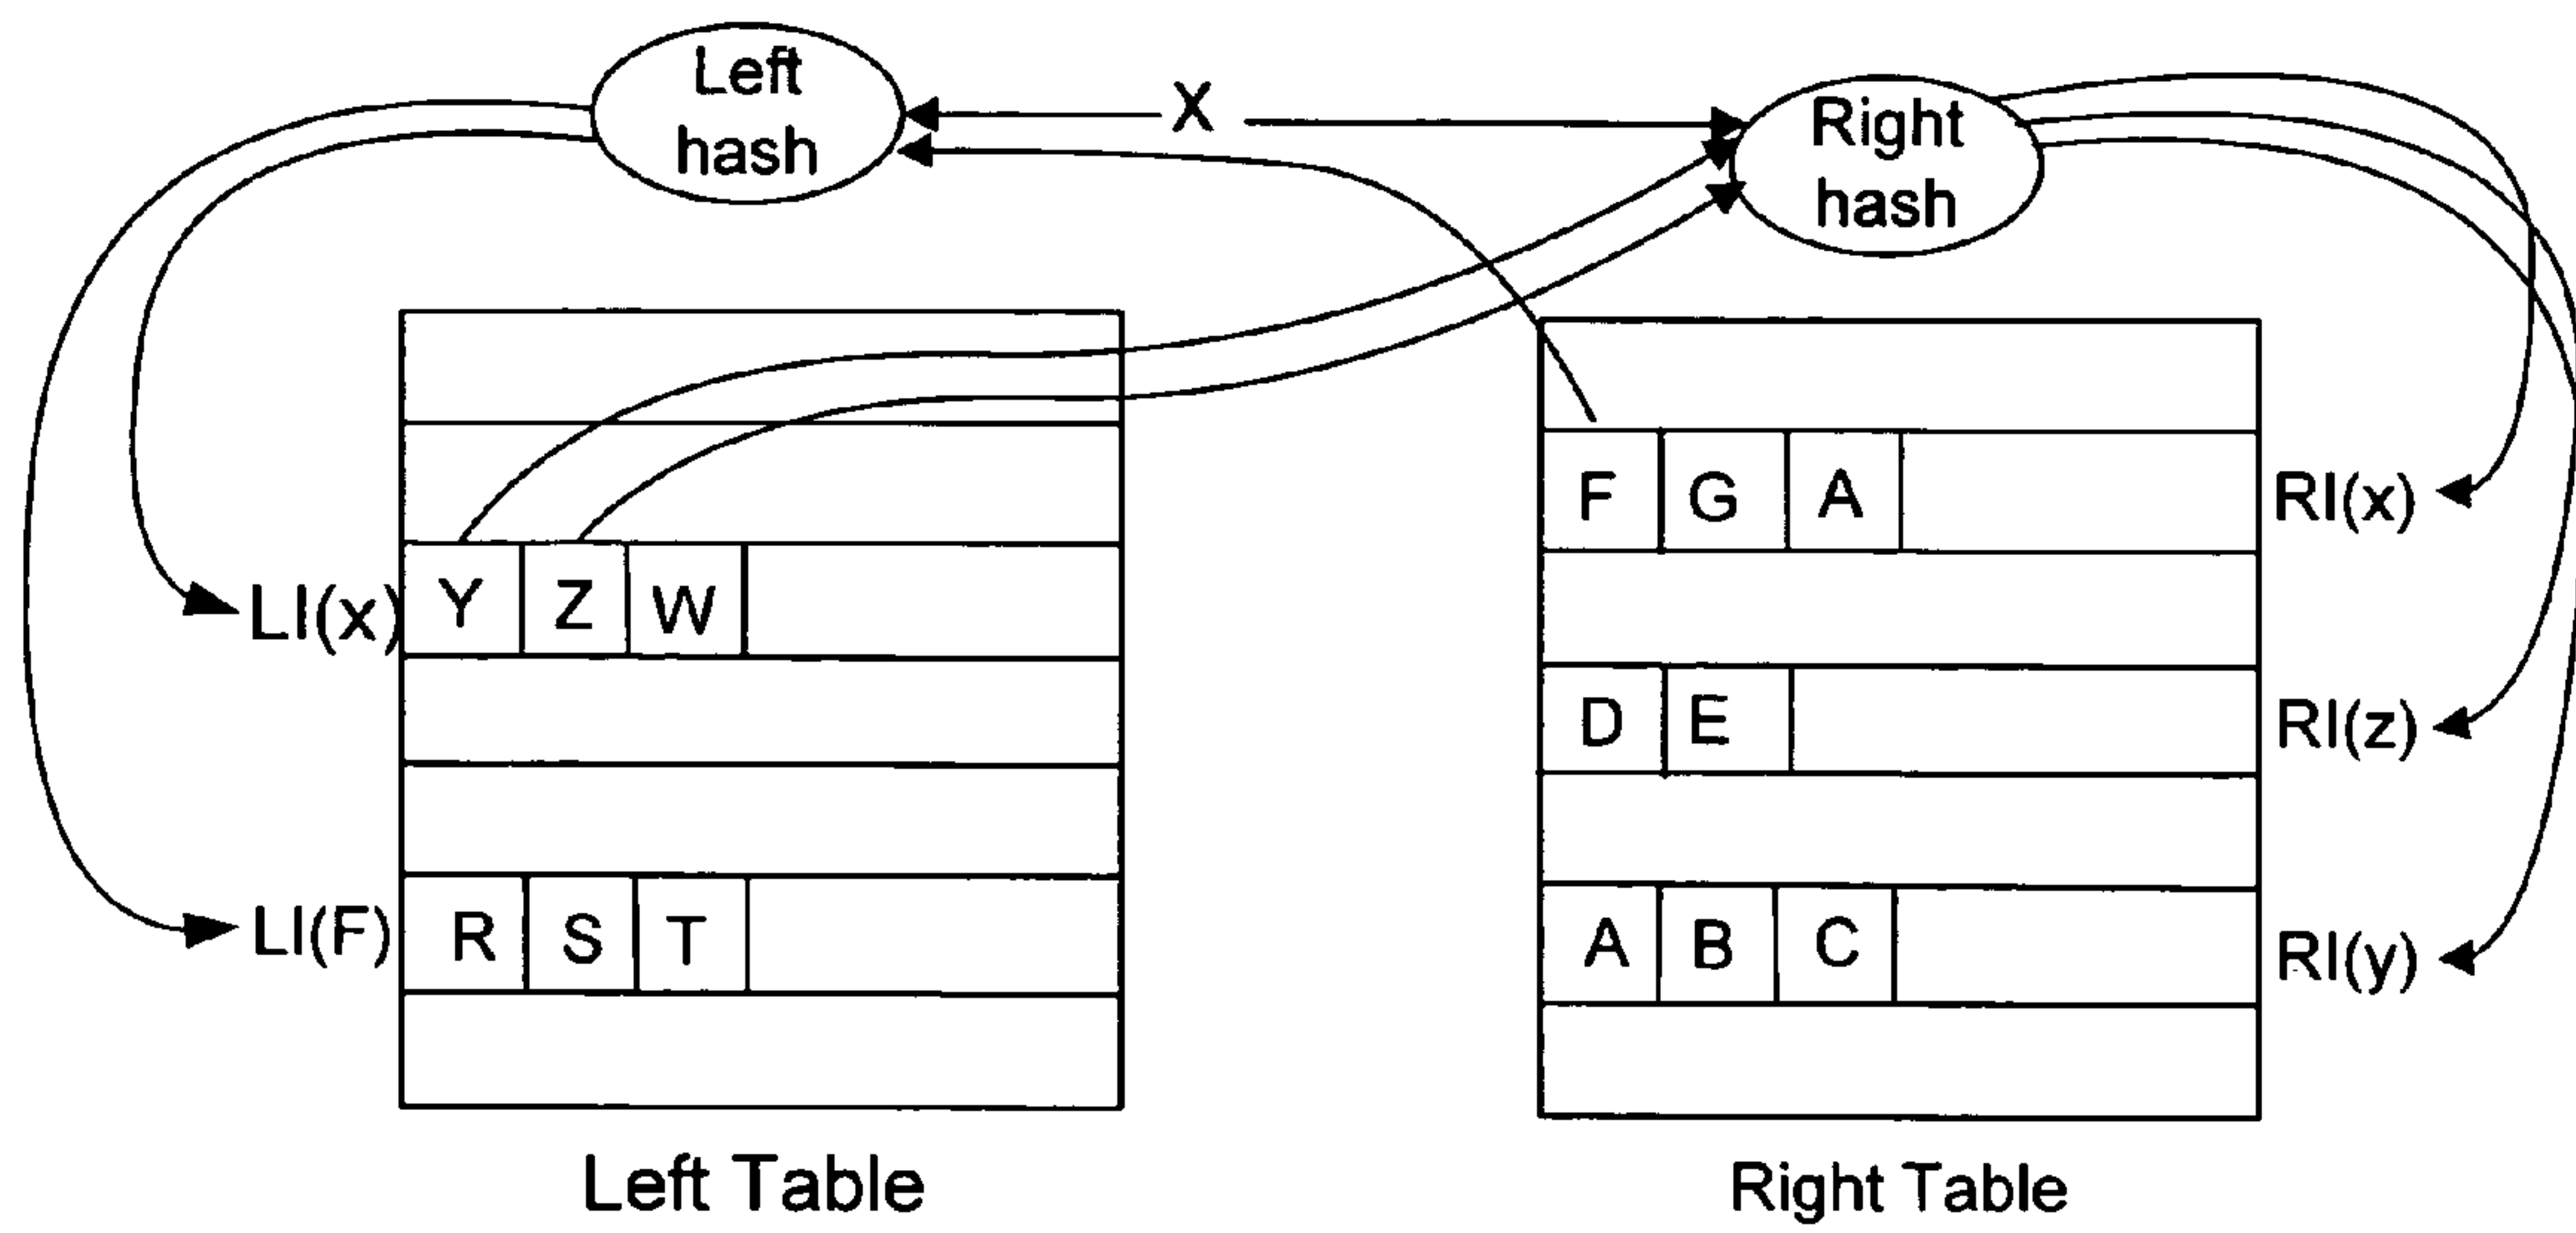 Left
hash
X
Right
hash
F G A
RI(x)
LI(x)
Y Z W
D E
RI(z)
LI(F)
R S T
A B C
RI(y)
Left Table
Right Table